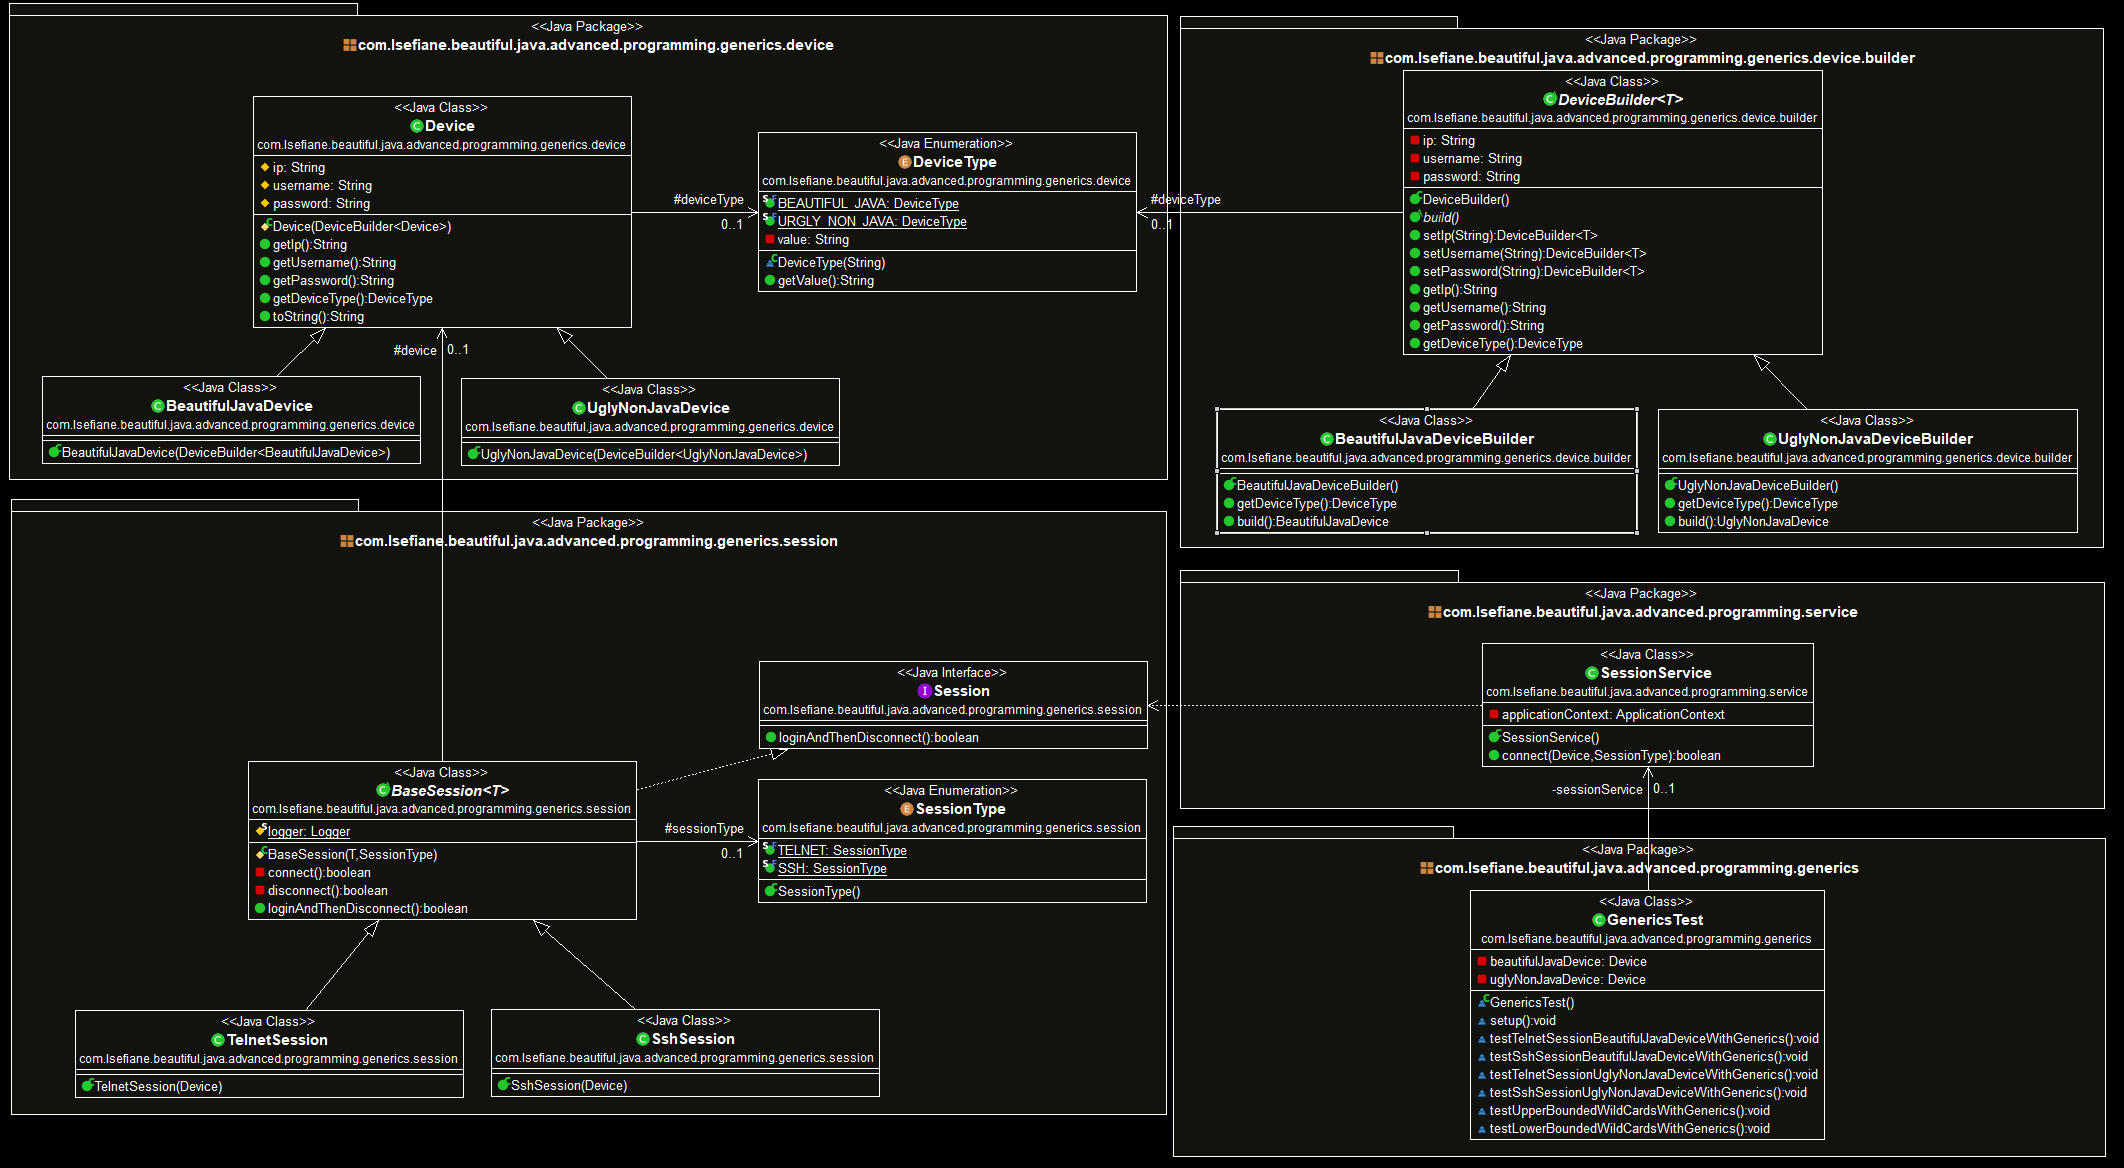 <<Java Package>>
com.lsefiane.beautiful.java.advanced.programming.generics.device
<<Java Class>>
Device
com.lsefiane.beautiful.java.advanced.programming.generics.device
ip: String
username: String
password: String
Device(DeviceBuilder<Device>)
getIp():String
getUsername():String
getPassword():String
getDeviceType():DeviceType
toString():String
#deviceType
0..1
<<Java Enumeration>>
DeviceType
com.lsefiane.beautiful.java.advanced.programming.generics.device
BEAUTIFUL_JAVA: DeviceType
URGLY_NON_JAVA: DeviceType
value: String
DeviceType(String)
getValue():String
#device
0..1
<<Java Class>>
BeautifulJavaDevice
com.lsefiane.beautiful.java.advanced.programming.generics.device
BeautifulJavaDevice(DeviceBuilder<BeautifulJavaDevice>)
<<Java Class>>
UglyNonJavaDevice
com.lsefiane.beautiful.java.advanced.programming.generics.device
UglyNonJavaDevice(DeviceBuilder<UglyNonJavaDevice>)
<<Java Package>>
com.lsefiane.beautiful.java.advanced.programming.generics.device.builder
<<Java Class>>
DeviceBuilder<T>
com.lsefiane.beautiful.java.advanced.programming.generics.device.builder
ip: String
username: String
password: String
DeviceBuilder()
build()
setIp(String):DeviceBuilder<T>
setUsername(String):DeviceBuilder<T>
setPassword(String):DeviceBuilder<T>
getIp():String
getUsername():String
getPassword():String
getDeviceType():DeviceType
#deviceType
0..1
<<Java Class>>
BeautifulJavaDeviceBuilder
com.lsefiane.beautiful.java.advanced.programming.generics.device.builder
BeautifulJavaDeviceBuilder()
getDeviceType():DeviceType
build():BeautifulJavaDevice
<<Java Class>>
UglyNonJavaDeviceBuilder
com.lsefiane.beautiful.java.advanced.programming.generics.device.builder
UglyNonJavaDeviceBuilder()
getDeviceType():DeviceType
build():UglyNonJavaDevice
<<Java Package>>
com.lsefiane.beautiful.java.advanced.programming.generics.session
<<Java Interface>>
Session
com.lsefiane.beautiful.java.advanced.programming.generics.session
loginAndThenDisconnect():boolean
<<Java Class>>
BaseSession<T>
com.lsefiane.beautiful.java.advanced.programming.generics.session
logger: Logger
BaseSession(T,SessionType)
connect():boolean
disconnect():boolean
loginAndThenDisconnect():boolean
#sessionType
0..1
<<Java Enumeration>>
SessionType
com.lsefiane.beautiful.java.advanced.programming.generics.session
TELNET: SessionType
SSH: SessionType
SessionType()
<<Java Class>>
TelnetSession
com.lsefiane.beautiful.java.advanced.programming.generics.session
TelnetSession(Device)
<<Java Class>>
SshSession
com.lsefiane.beautiful.java.advanced.programming.generics.session
SshSession(Device)
<<Java Package>>
com.lsefiane.beautiful.java.advanced.programming.service
<<Java Class>>
SessionService
com.lsefiane.beautiful.java.advanced.programming.service
applicationContext: ApplicationContext
SessionService()
connect(Device,SessionType):boolean
-sessionService
0..1
<<Java Package>>
com.lsefiane.beautiful.java.advanced.programming.generics
<<Java Class>>
GenericsTest
com.lsefiane.beautiful.java.advanced.programming.generics
beautifulJavaDevice: Device
uglyNonJavaDevice: Device
GenericsTest()
setup():void
testTelnetSessionBeautifulJavaDeviceWithGenerics():void
testSshSessionBeautifulJavaDeviceWithGenerics():void
testTelnetSessionUglyNonJavaDeviceWithGenerics():void
testSshSessionUglyNonJavaDeviceWithGenerics():void
testUpperBoundedWildCardsWithGenerics():void
testLowerBoundedWildCardsWithGenerics():void